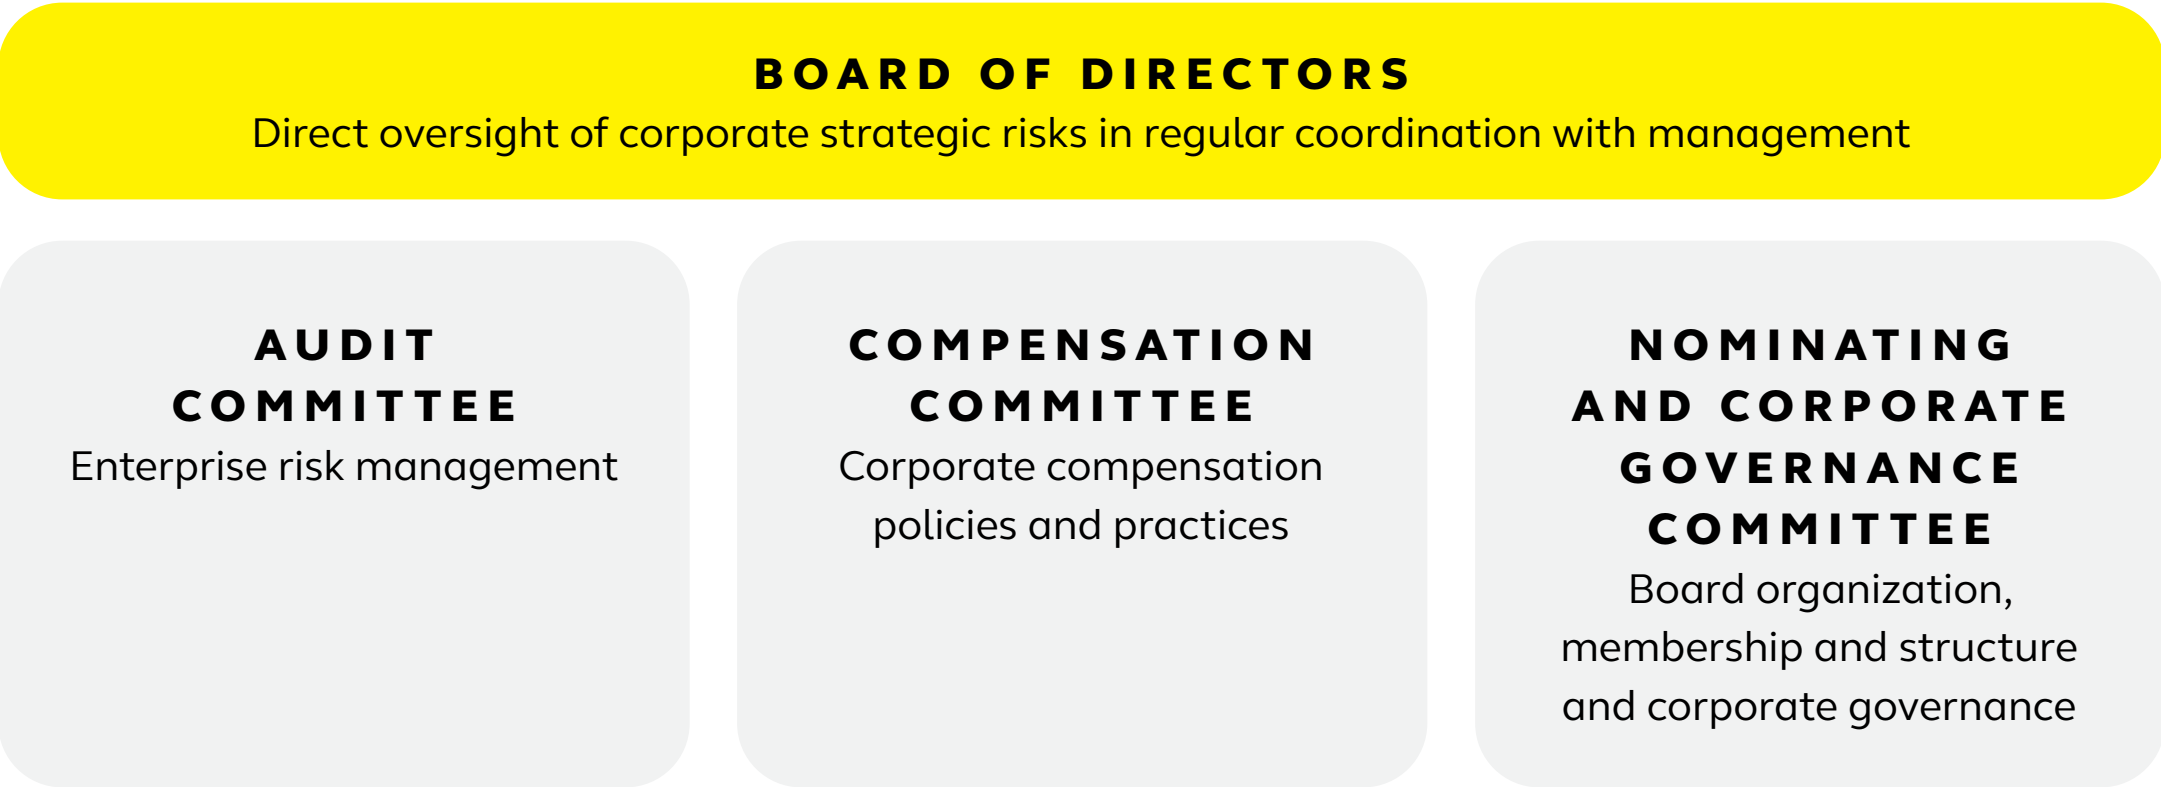 BOARD OF DIRECTORS
Direct oversight of corporate strategic risks in regular coordination with management
AUDIT
COMMITTEE
Enterprise risk management
COMPENSATION
COMMITTEE
Corporate compensation
policies and practices
NOMINATING
AND CORPORATE
GOVERNANCE
COMMITTEE
Board organization,
membership and structure
and corporate governance